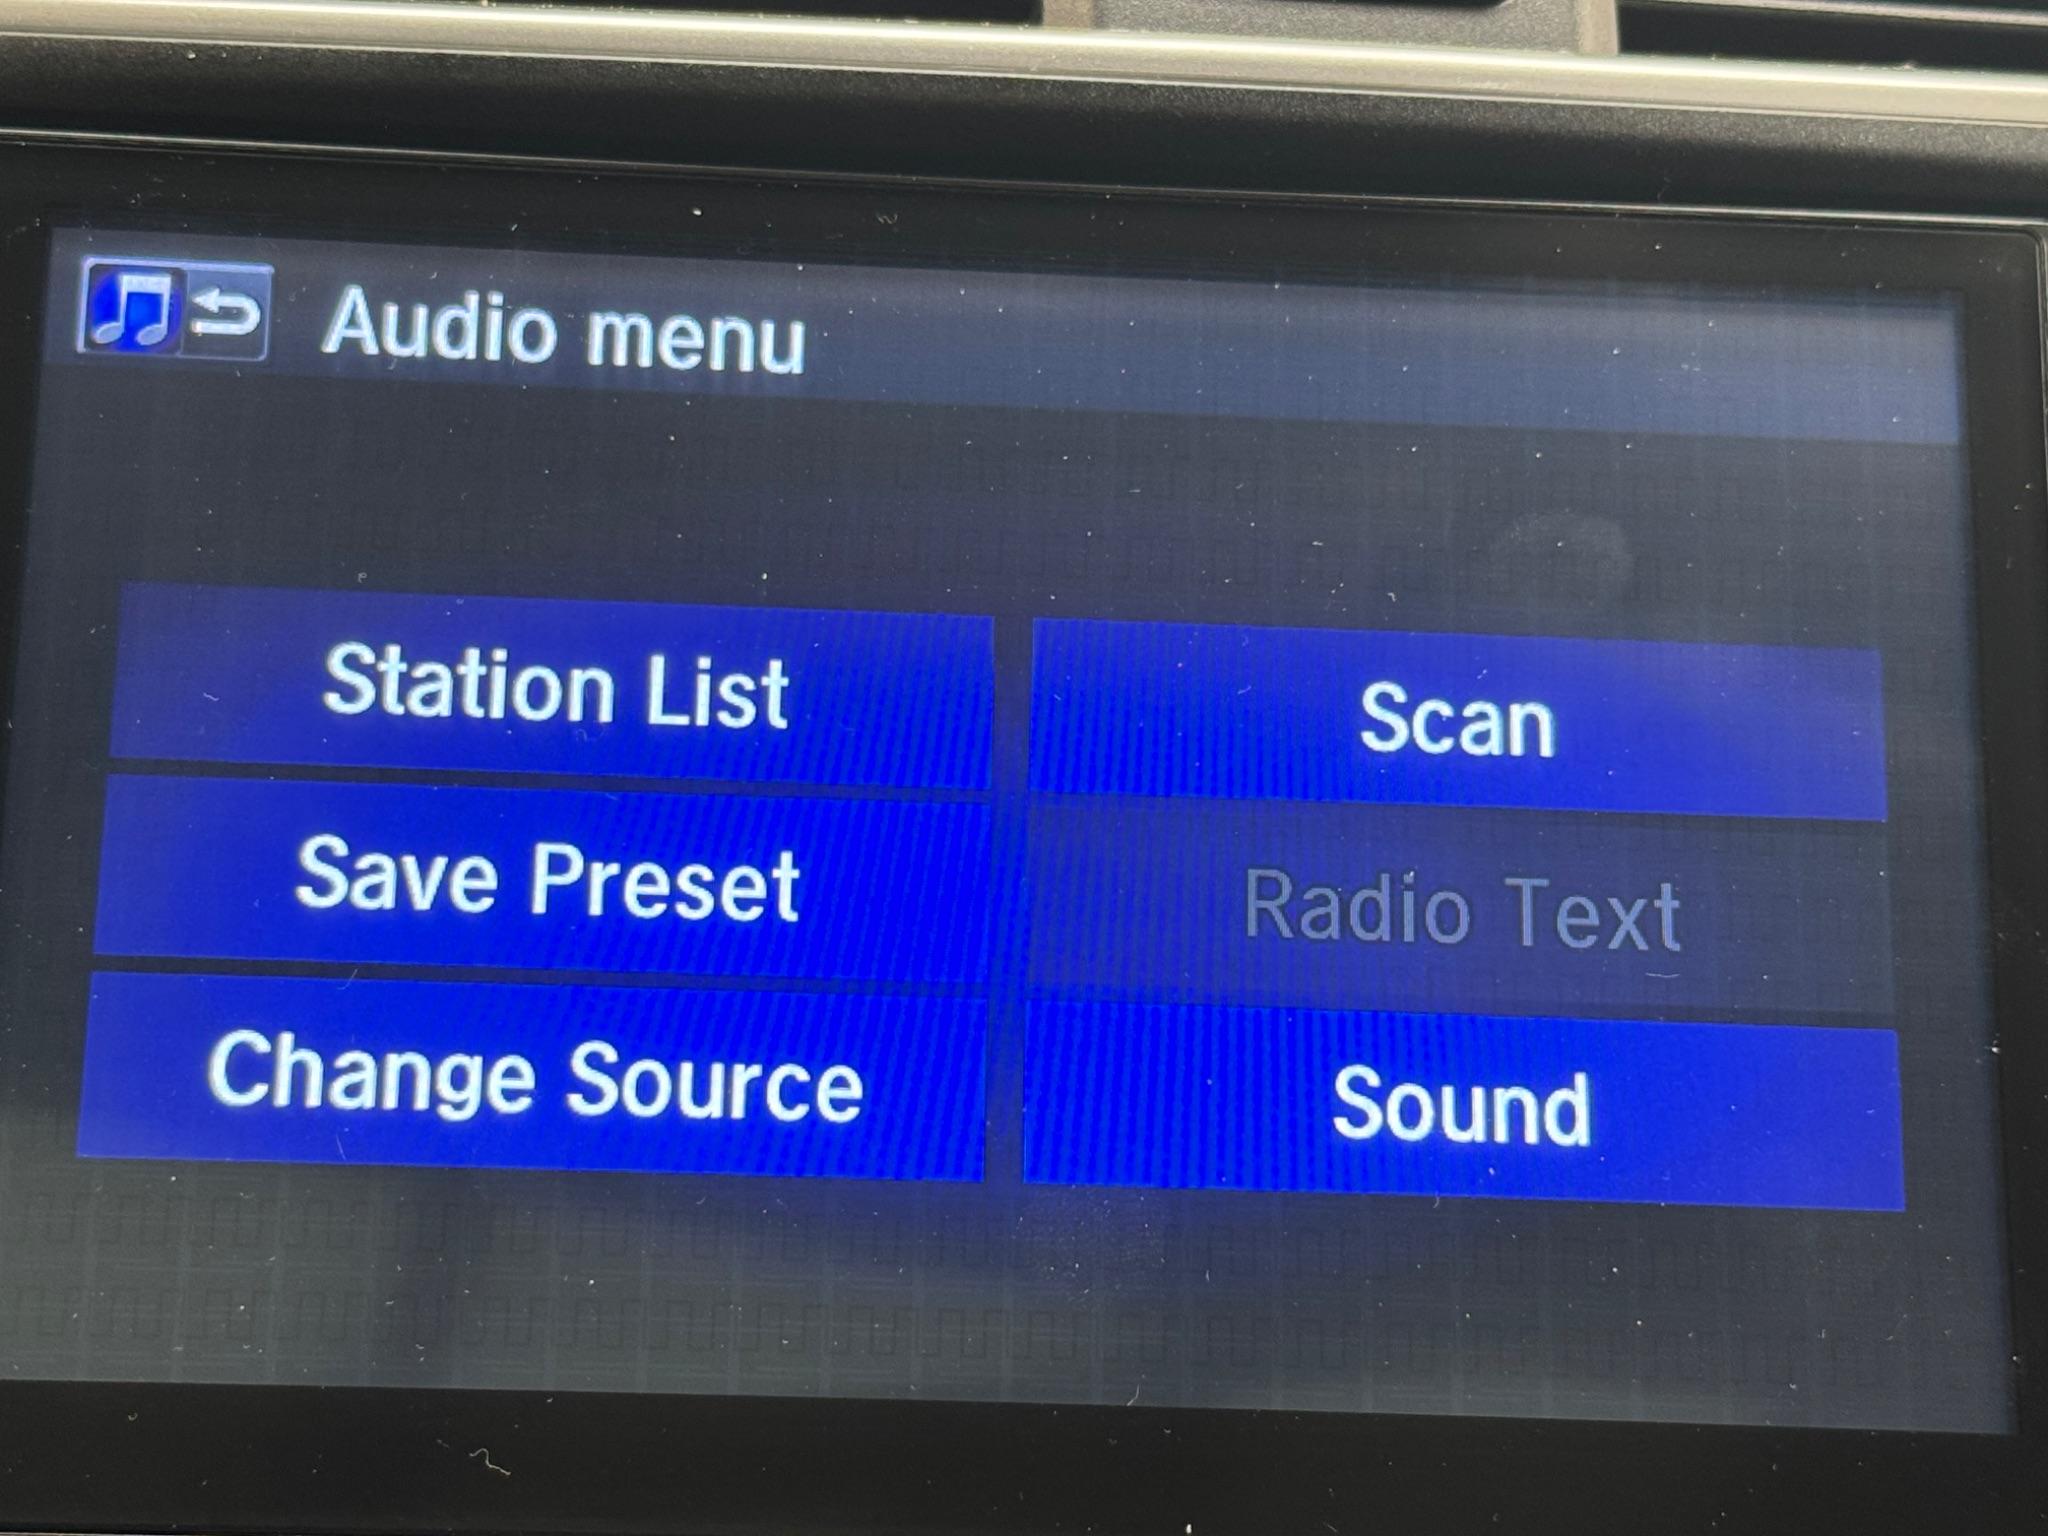 Audio menu
Station List
Scan
Save Preset
Radio Text
Change Source
Sound